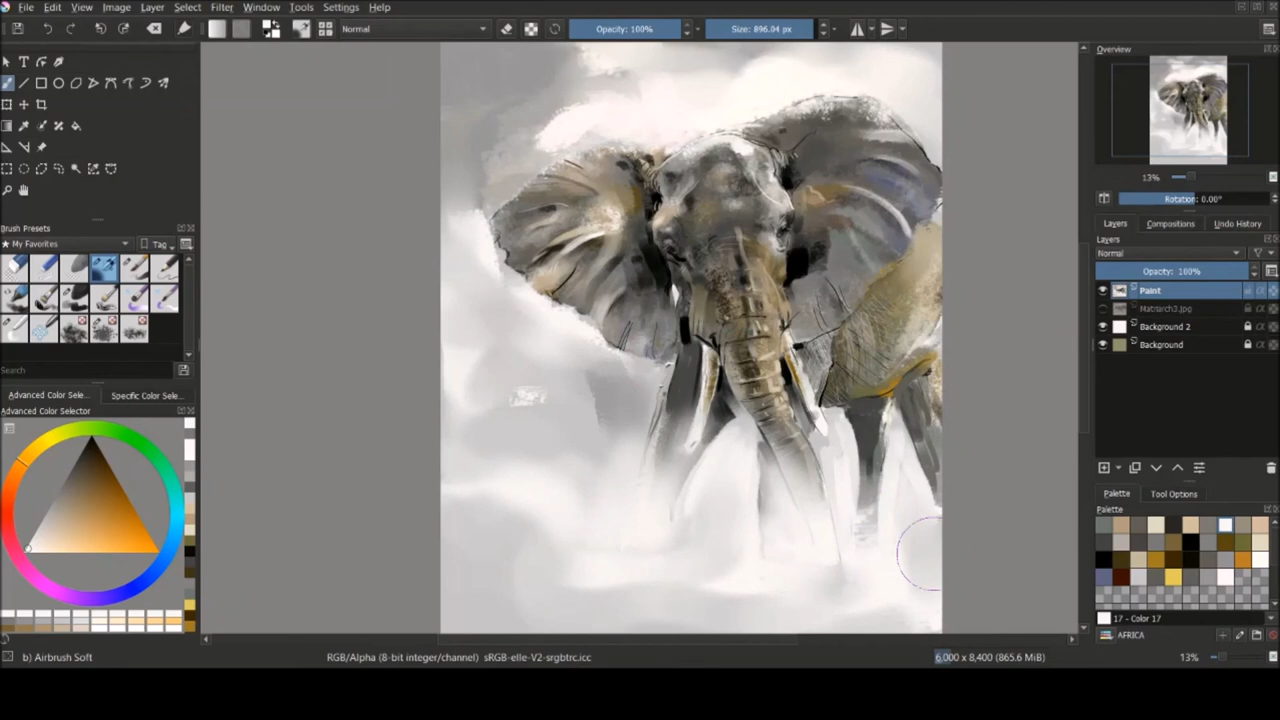 File Edit View Image Layer Select Filter Window Tools Settings Help
Normal Opacity: 100% Size: 896.04 px
Brush Presets
My Favorites Tag
Search
Advanced Color Sele... Specific Color Sele...
Advanced Color Selector
b) Airbrush Soft RGB/Alpha (8-bit integer/channel) sRGB-elle-V2-srgbtrc.icc 6,000 x 8,400 (865.6 MiB) 13%
Overview
13%
Rotation: 0.00°
Layers Compositions Undo History
Layers
Normal
Opacity: 100%
Paint
Matriarch3.jpg
Background 2
Background
Palette Tool Options
Palette
17 - Color 17
AFRICA